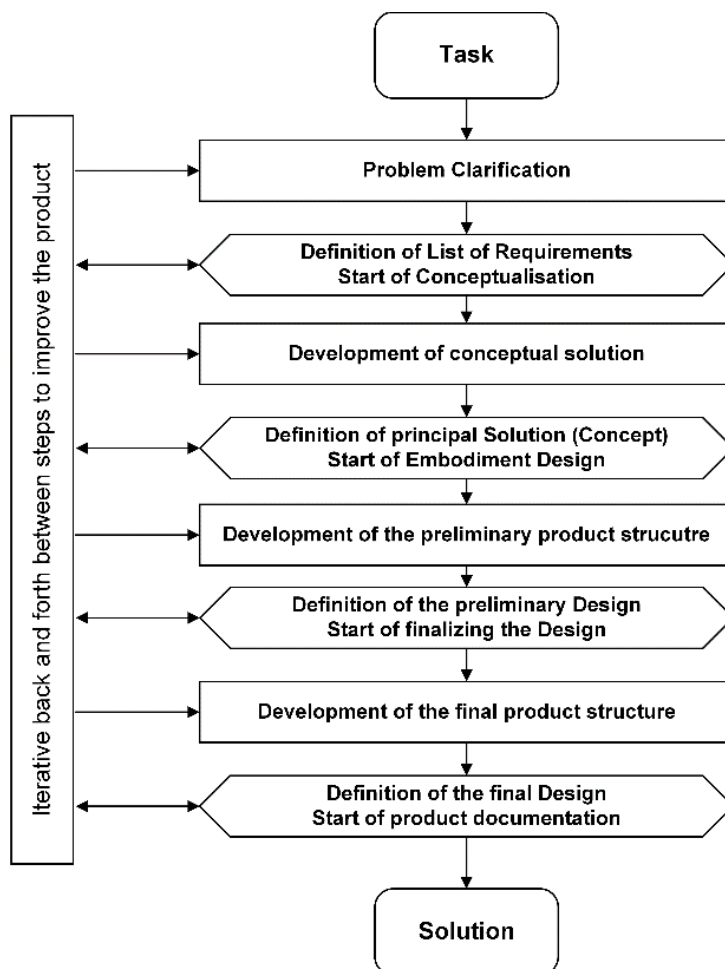 Task
Iterative back and forth between steps to improve the product
Problem Clarification
Definition of List of Requirements
Start of Conceptualisation
Development of conceptual solution
Definition of principal Solution (Concept)
Start of Embodiment Design
Development of the preliminary product strucutre
Definition of the preliminary Design
Start of finalizing the Design
Development of the final product structure
Definition of the final Design
Start of product documentation
Solution